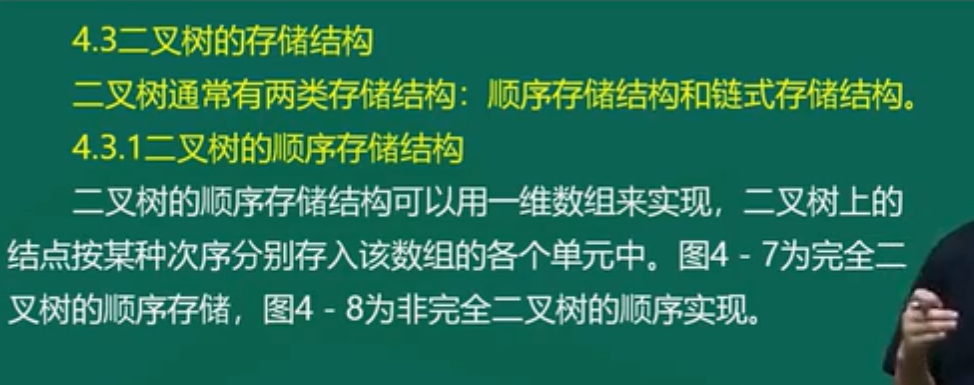 4.3二叉树的存储结构
二叉树通常有两类存储结构：顺序存储结构和链式存储结构。
4.3.1二叉树的顺序存储结构
二叉树的顺序存储结构可以用一维数组来实现，二叉树上的
结点按某种次序分别存入该数组的各个单元中。图4 - 7为完全二
叉树的顺序存储，图4 - 8为非完全二叉树的顺序实现。